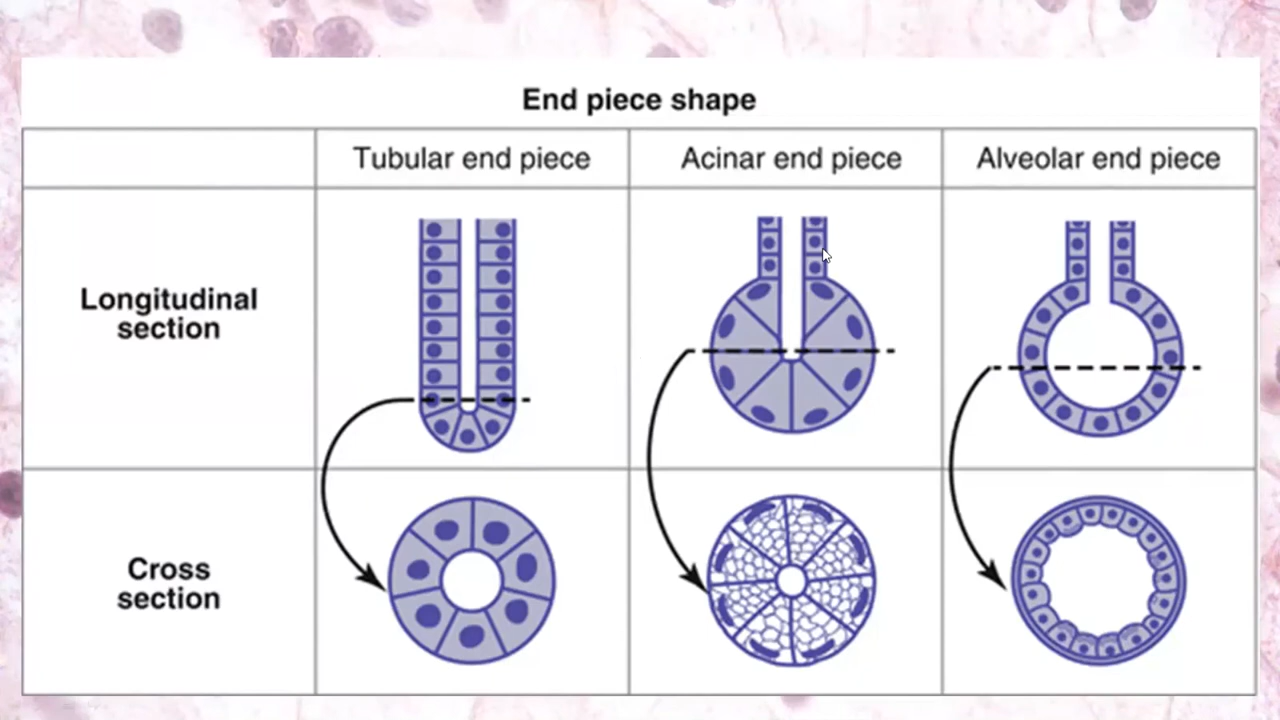 End piece shape
Tubular end piece
Acinar end piece
Alveolar end piece
Longitudinal
section
Cross
section